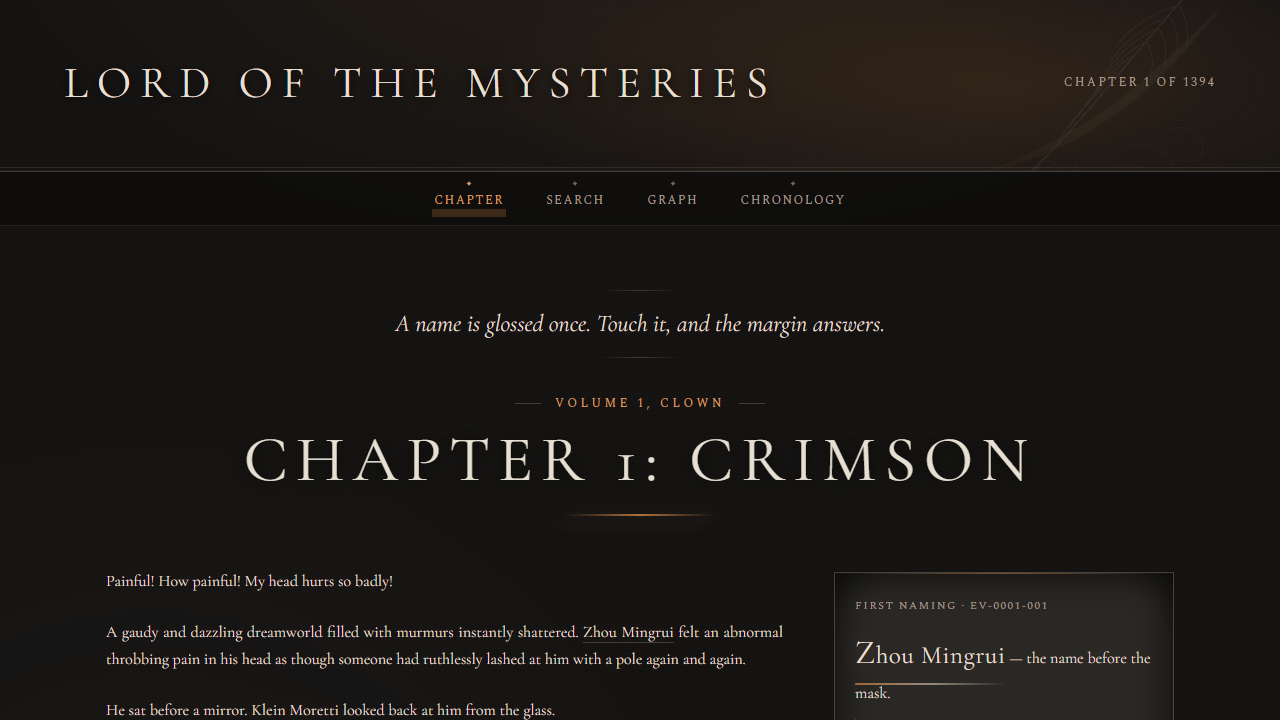 LORD OF THE MYSTERIES
CHAPTER 1 OF 1394
CHAPTER
SEARCH
GRAPH
CHRONOLOGY
A name is glossed once. Touch it, and the margin answers.
VOLUME 1, CLOWN
CHAPTER 1: CRIMSON
Painful! How painful! My head hurts so badly!
A gaudy and dazzling dreamworld filled with murmurs instantly shattered. Zhou Mingrui felt an abnormal
throbbing pain in his head as though someone had ruthlessly lashed at him with a pole again and again.
He sat before a mirror. Klein Moretti looked back at him from the glass.
FIRST NAMING · EV-0001-001
Zhou Mingrui — the name before the
mask.